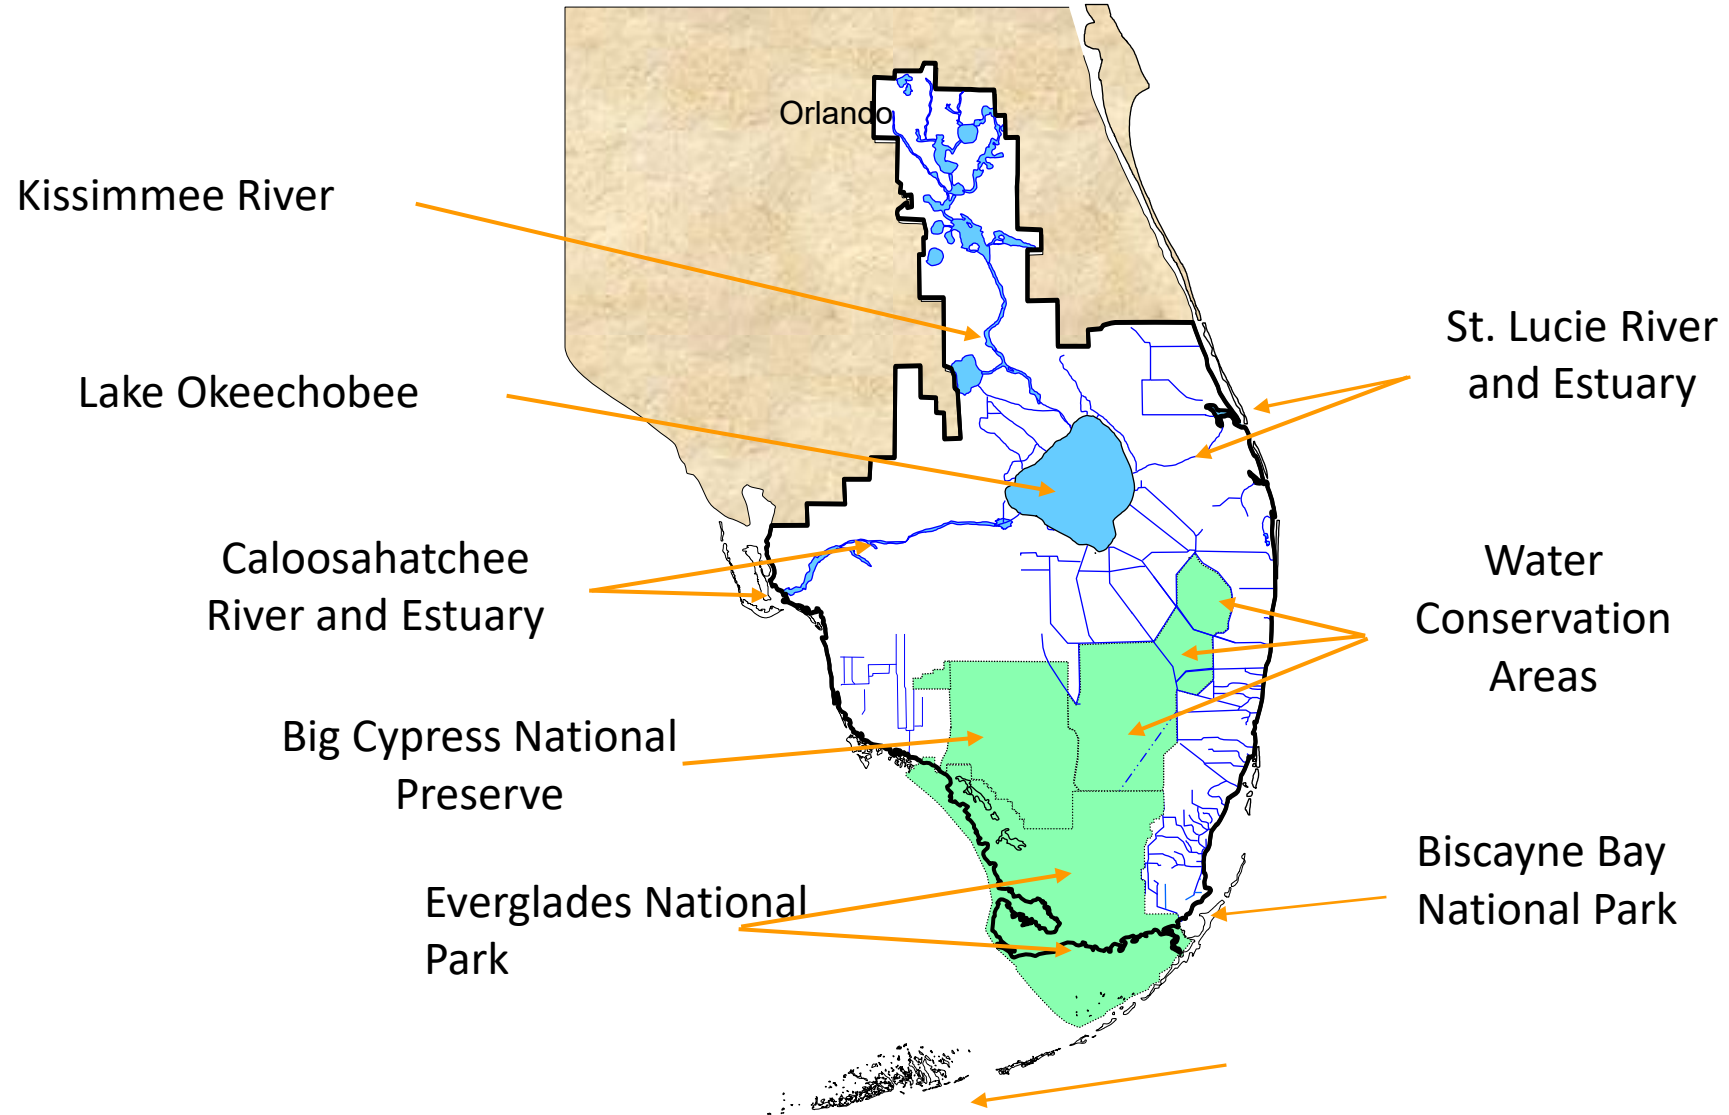 Orlando
Kissimmee River
St. Lucie River
and Estuary
Lake Okeechobee
Caloosahatchee
River and Estuary
Water
Conservation
Areas
Big Cypress National
Preserve
Biscayne Bay
National Park
Everglades National
Park